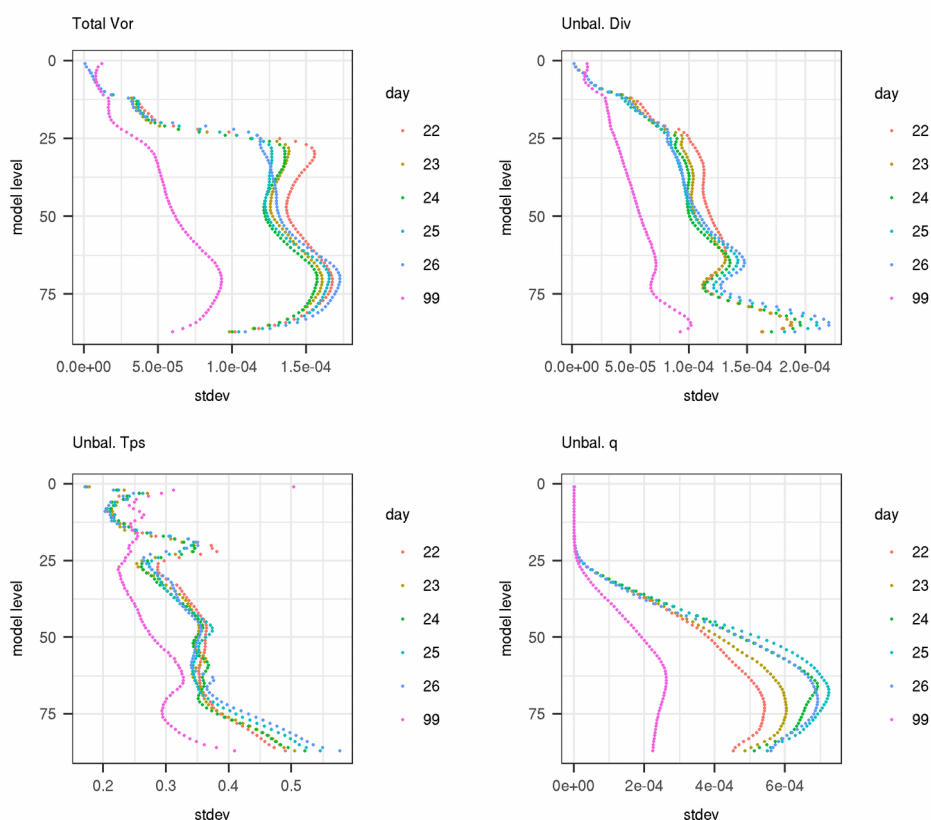 Total Vor
Unbal. Div
0
25
50
75
model level
0.0e+00 5.0e-05 1.0e-04 1.5e-04
stdev
day
22
23
24
25
26
99
0
25
50
75
model level
0.0e+00 5.0e-05 1.0e-04 1.5e-04 2.0e-04
stdev
day
22
23
24
25
26
99
Unbal. Tps
Unbal. q
0
25
50
75
model level
0.2 0.3 0.4 0.5
stdev
day
22
23
24
25
26
99
0
25
50
75
model level
0e+00 2e-04 4e-04 6e-04
stdev
day
22
23
24
25
26
99